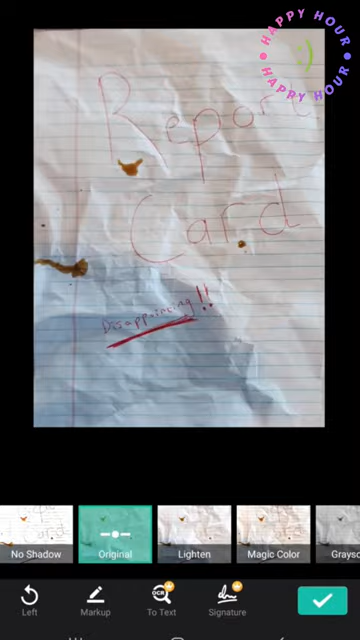 HAPPY HOUR
:)
HAPPY HOUR
Report
Card
Disappointing!!
No Shadow
Original
Lighten
Magic Color
Graysc
Left
Markup
OCR
To Text
Signature